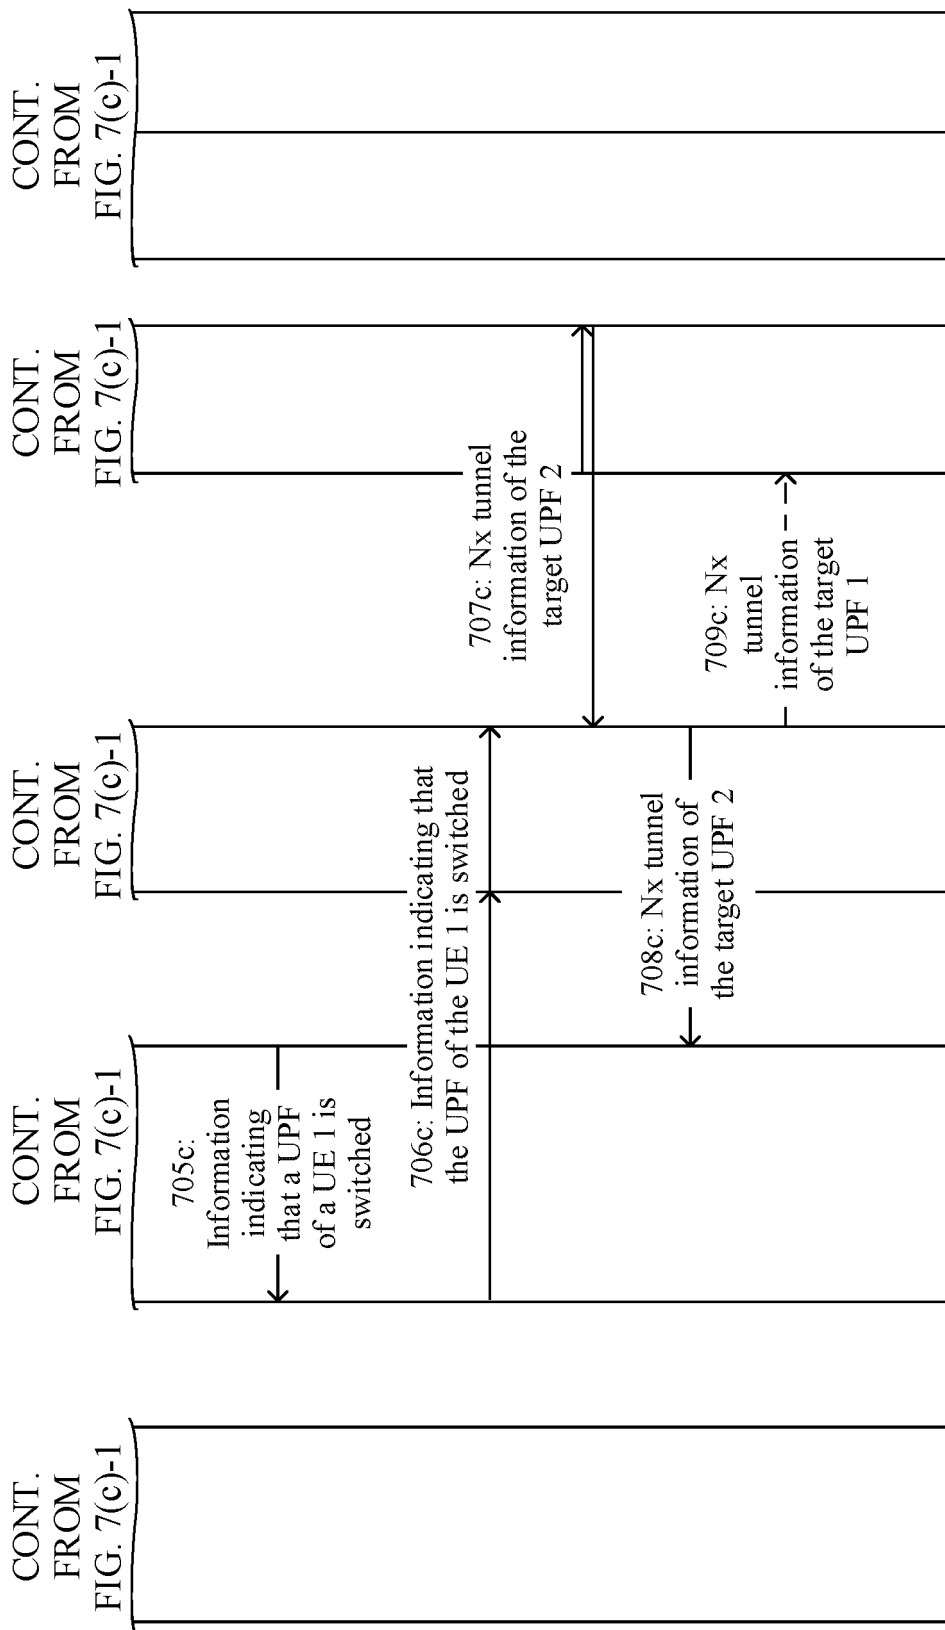 CONT.
FROM
FIG. 7(c)-1
CONT.
FROM
FIG. 7(c)-1
CONT.
FROM
FIG. 7(c)-1
CONT.
FROM
FIG. 7(c)-1
CONT.
FROM
FIG. 7(c)-1
705c:
Information
indicating
that a UPF
of a UE 1 is
switched
706c: Information indicating that
the UPF of the UE 1 is switched
707c: Nx tunnel
information of the
target UPF 2
708c: Nx tunnel
information of
the target UPF 2
709c: Nx
tunnel
information
of the target
UPF 1